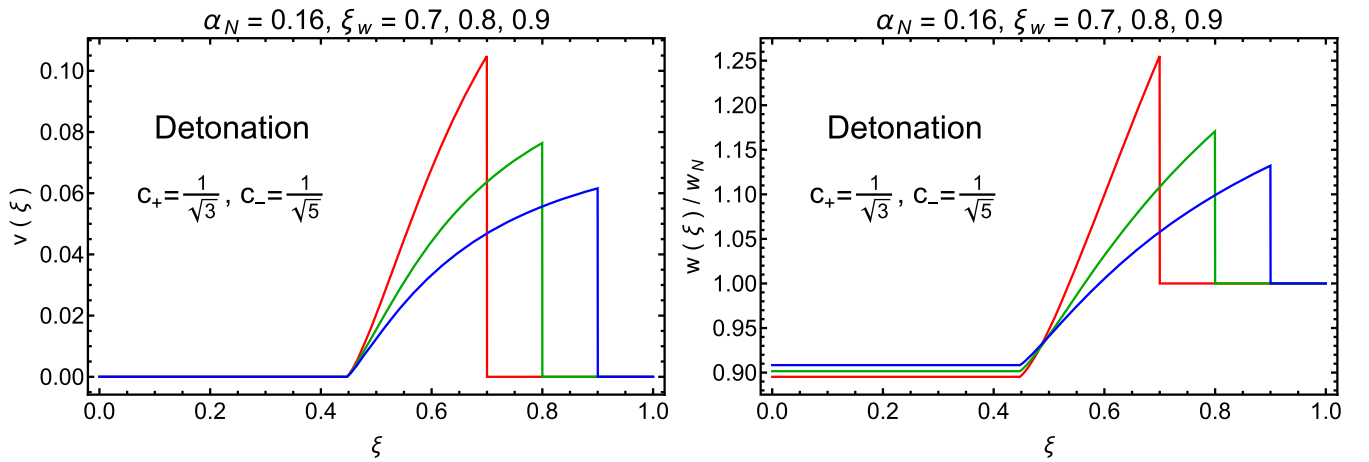 α_N = 0.16, ξ_w = 0.7, 0.8, 0.9
0.10
0.08
0.06
0.04
0.02
0.00
v ( ξ )
Detonation
c₊=1/√3 , c₋=1/√5
0.0 0.2 0.4 0.6 0.8 1.0
ξ
α_N = 0.16, ξ_w = 0.7, 0.8, 0.9
1.25
1.20
1.15
1.10
1.05
1.00
0.95
0.90
w ( ξ ) / w_N
Detonation
c₊=1/√3 , c₋=1/√5
0.0 0.2 0.4 0.6 0.8 1.0
ξ